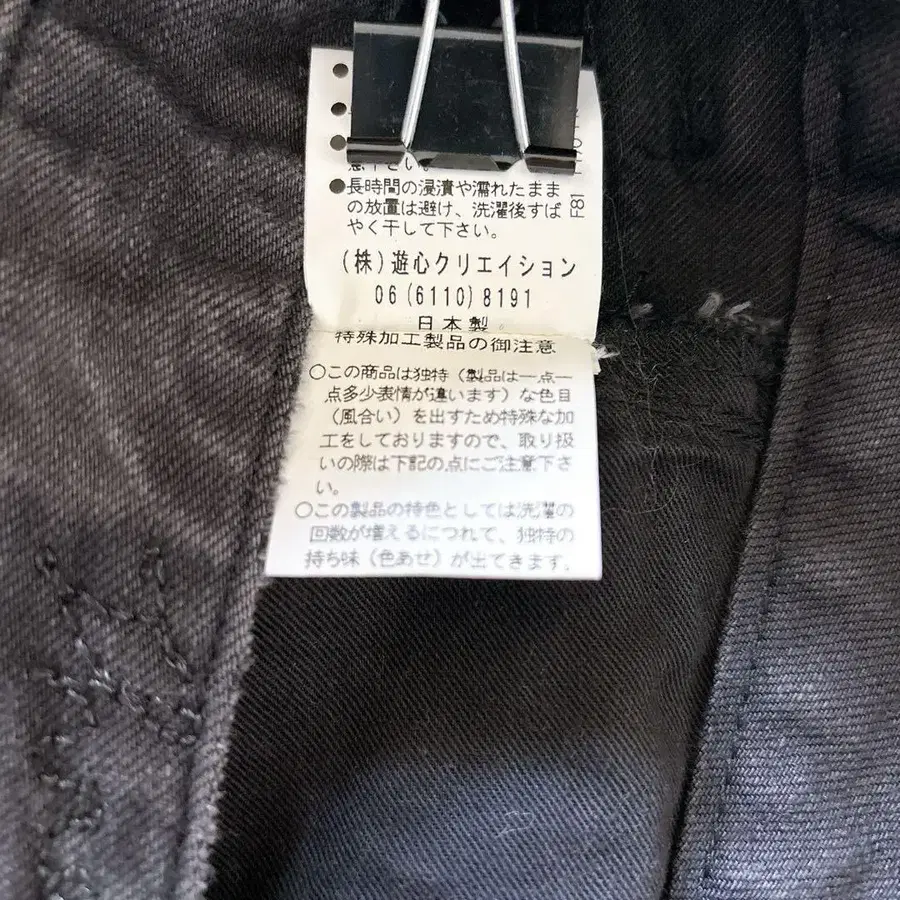 ●長時間の浸漬や濡れたまま
の放置は避け、洗濯後すば
やく干して下さい。
(株)遊心クリエイション
06(6110)8191
日本製
F81
特殊加工製品の御注意
○この商品は独特(製品は一点一
点多少表情が違います)な色目
(風合い)を出すため特殊な加
工をしておりますので、取り扱
いの際は下記の点にご注意下さ
い。
○この製品の特色としては洗濯の
回数が増えるにつれて、独特の
持ち味(色あせ)が出てきます。